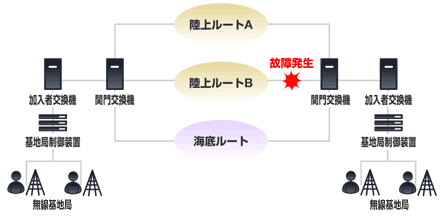 陸上ルートA
故障発生
陸上ルートB
加入者交換機
関門交換機
関門交換機
加入者交換機
海底ルート
基地局制御装置
基地局制御装置
無線基地局
無線基地局